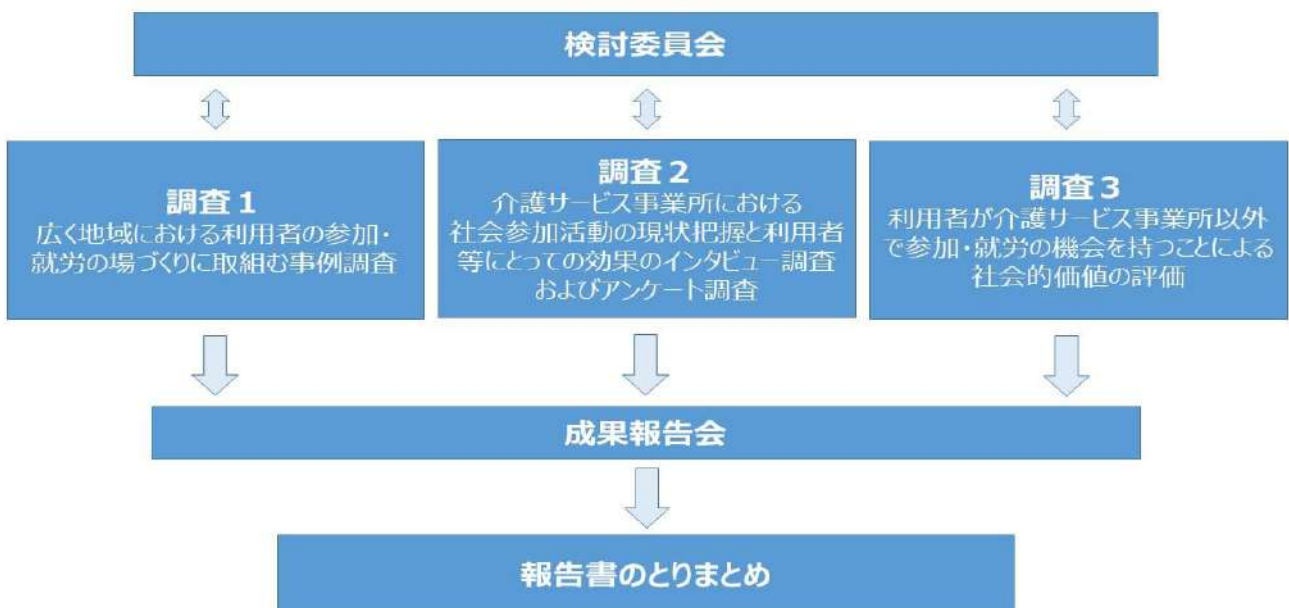 検討委員会
調査1
広く地域における利用者の参加・
就労の場づくりに取組む事例調査
調査2
介護サービス事業所における
社会参加活動の現状把握と利用者
等にとっての効果のインタビュー調査
およびアンケート調査
調査3
利用者が介護サービス事業所以外
で参加・就労の機会を持つことによる
社会的価値の評価
成果報告会
報告書のとりまとめ